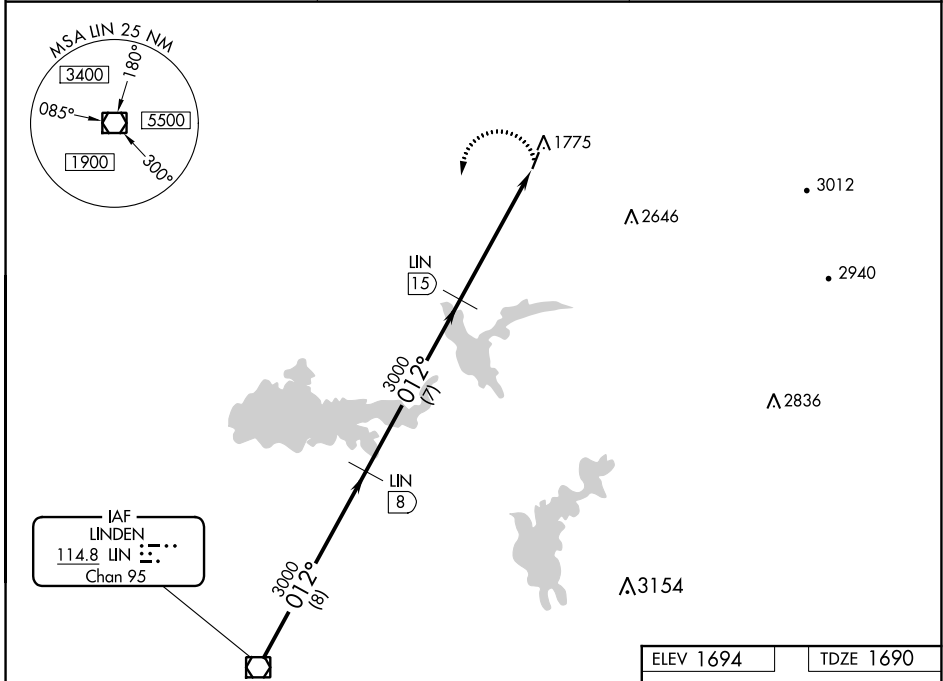 MSA LIN 25 NM
3400
180°
085°
5500
1900
300°
1775
3012
2646
LIN
15
2940
3000
012°
(7)
2836
LIN
8
IAF
LINDEN
114.8 LIN
Chan 95
3000
012°
(8)
3154
ELEV 1694
TDZE 1690